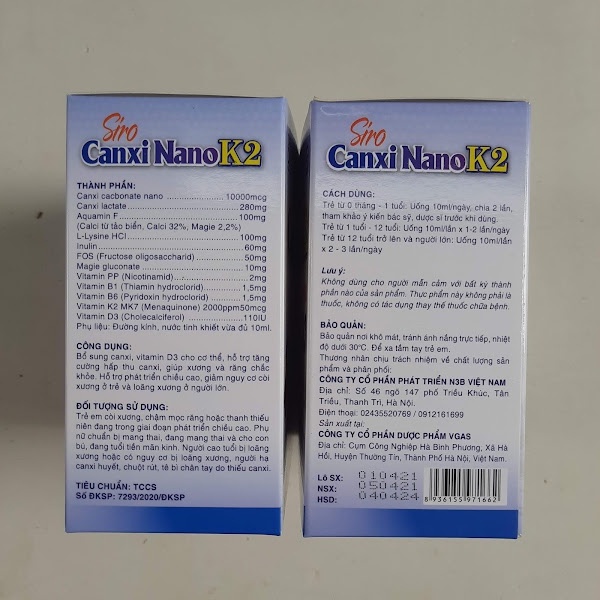 Siro
Canxi Nano K2
THÀNH PHẦN:
Canxi cacbonate nano ................... 10000mcg
Canxi lactate .................................... 280mg
Aquamin F ....................................... 100mg
(Calci từ tảo biển, Calci 32%, Magie 2,2%)
L-Lysine HCl .................................... 100mg
Inulin ................................................ 60mg
FOS (Fructose oligosaccharid) ............ 50mg
Magie gluconate ............................... 10mg
Vitamin PP (Nicotinamid) ..................... 2mg
Vitamin B1 (Thiamin hydroclorid) ......... 1,5mg
Vitamin B6 (Pyridoxin hydroclorid) ....... 1,5mg
Vitamin K2 MK7 (Menaquinone) 2000ppm50mcg
Vitamin D3 (Cholecalciferol) ................ 110IU
Phụ liệu: Đường kính, nước tinh khiết vừa đủ 10ml.
CÔNG DỤNG:
Bổ sung canxi, vitamin D3 cho cơ thể, hỗ trợ tăng
cường hấp thu canxi, giúp xương và răng chắc
khỏe. Hỗ trợ phát triển chiều cao, giảm nguy cơ còi
xương ở trẻ và loãng xương ở người lớn.
ĐỐI TƯỢNG SỬ DỤNG:
Trẻ em còi xương, chậm mọc răng hoặc thanh thiếu
niên đang trong giai đoạn phát triển chiều cao. Phụ
nữ chuẩn bị mang thai, đang mang thai và cho con
bú, đang tuổi tiền mãn kinh. Người cao tuổi bị loãng
xương hoặc có nguy cơ bị loãng xương, người hạ
canxi huyết, chuột rút, tê bì chân tay do thiếu canxi.
TIÊU CHUẨN: TCCS
Số ĐKSP: 7293/2020/ĐKSP
Siro
Canxi Nano K2
CÁCH DÙNG:
Trẻ từ 0 tháng - 1 tuổi: Uống 10ml/ngày, chia 2 lần,
tham khảo ý kiến bác sỹ, dược sĩ trước khi dùng.
Trẻ từ 1 tuổi - 12 tuổi: Uống 10ml/lần x 1-2 lần/ngày
Trẻ từ 12 tuổi trở lên và người lớn: Uống 10ml/lần
x 2 - 3 lần/ngày
Lưu ý:
Không dùng cho người mẫn cảm với bất kỳ thành
phần nào của sản phẩm. Thực phẩm này không phải là
thuốc, không có tác dụng thay thế thuốc chữa bệnh.
BẢO QUẢN:
Bảo quản nơi khô mát, tránh ánh nắng trực tiếp, nhiệt
độ dưới 30°C. Để xa tầm tay trẻ em.
Thương nhân chịu trách nhiệm về chất lượng sản
phẩm và phân phối:
CÔNG TY CỔ PHẦN PHÁT TRIỂN N3B VIỆT NAM
Địa chỉ: Số 46 ngõ 147 phố Triều Khúc, Tân
Triều, Thanh Trì, Hà Nội.
Điện thoại: 02435520769 / 0912161699
Sản xuất tại:
CÔNG TY CỔ PHẦN DƯỢC PHẨM VGAS
Địa chỉ: Cụm Công Nghiệp Hà Bình Phương, Xã Hà
Hồi, Huyện Thường Tín, Thành Phố Hà Nội, Việt Nam.
Lô SX: 010421
NSX: 050421
HSD: 040424
8 936155 971662